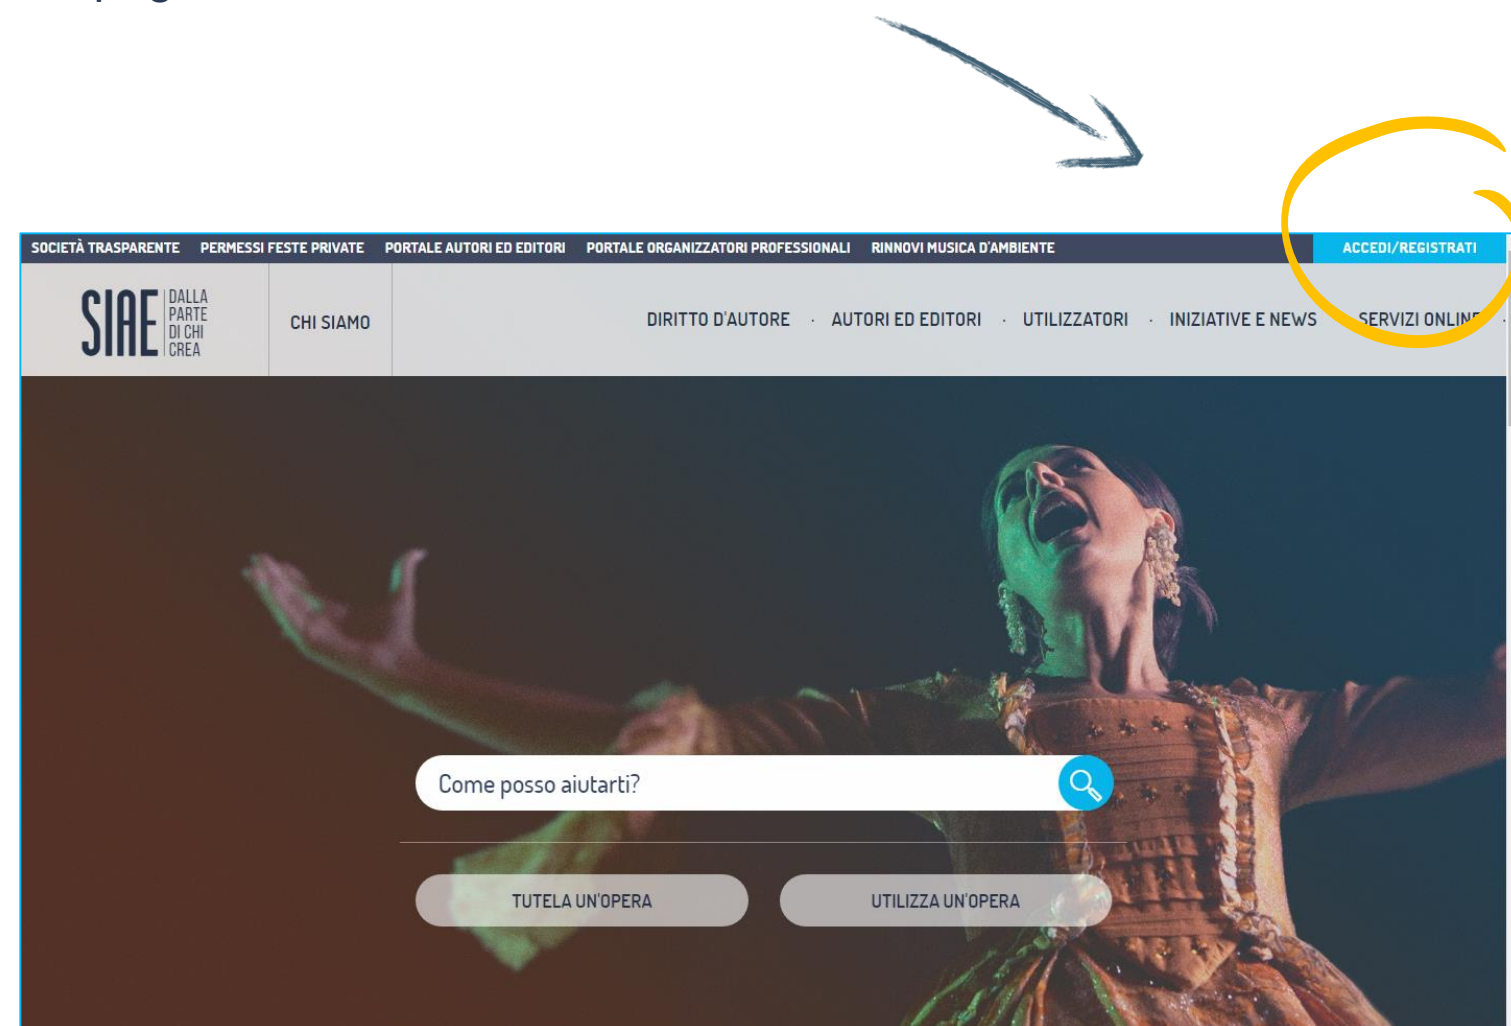 SOCIETÀ TRASPARENTE PERMESSI FESTE PRIVATE PORTALE AUTORI ED EDITORI PORTALE ORGANIZZATORI PROFESSIONALI RINNOVI MUSICA D'AMBIENTE ACCEDI/REGISTRATI
SIAE
DALLA
PARTE
DI CHI
CREA
CHI SIAMO
DIRITTO D'AUTORE · AUTORI ED EDITORI · UTILIZZATORI · INIZIATIVE E NEWS SERVIZI ONLINE ·
Come posso aiutarti?
TUTELA UN'OPERA UTILIZZA UN'OPERA